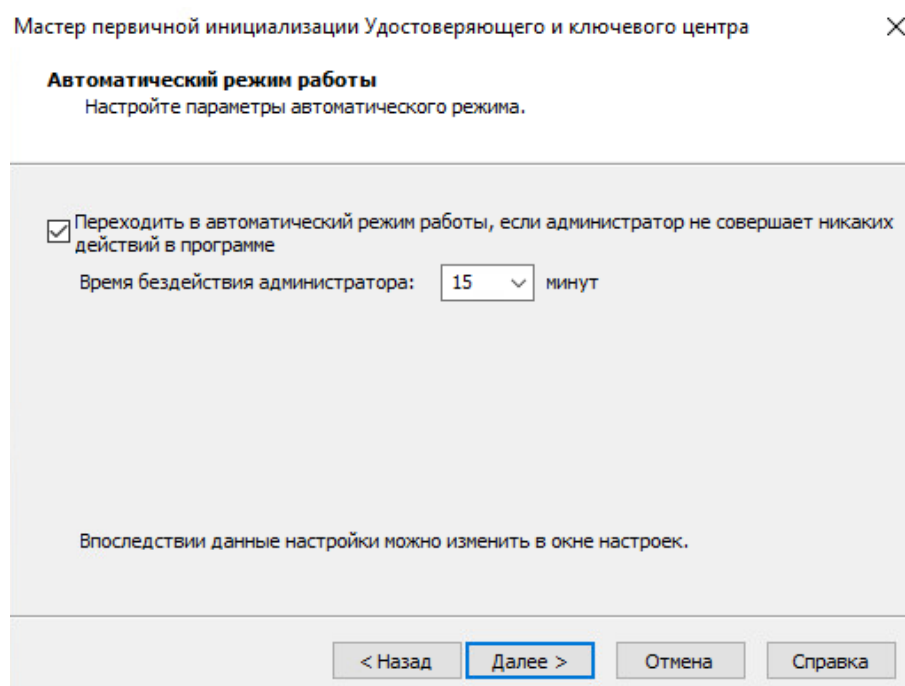 Мастер первичной инициализации Удостоверяющего и ключевого центра
Автоматический режим работы
Настройте параметры автоматического режима.
Переходить в автоматический режим работы, если администратор не совершает никаких
действий в программе
Время бездействия администратора: 15 минут
Впоследствии данные настройки можно изменить в окне настроек.
< Назад Далее > Отмена Справка